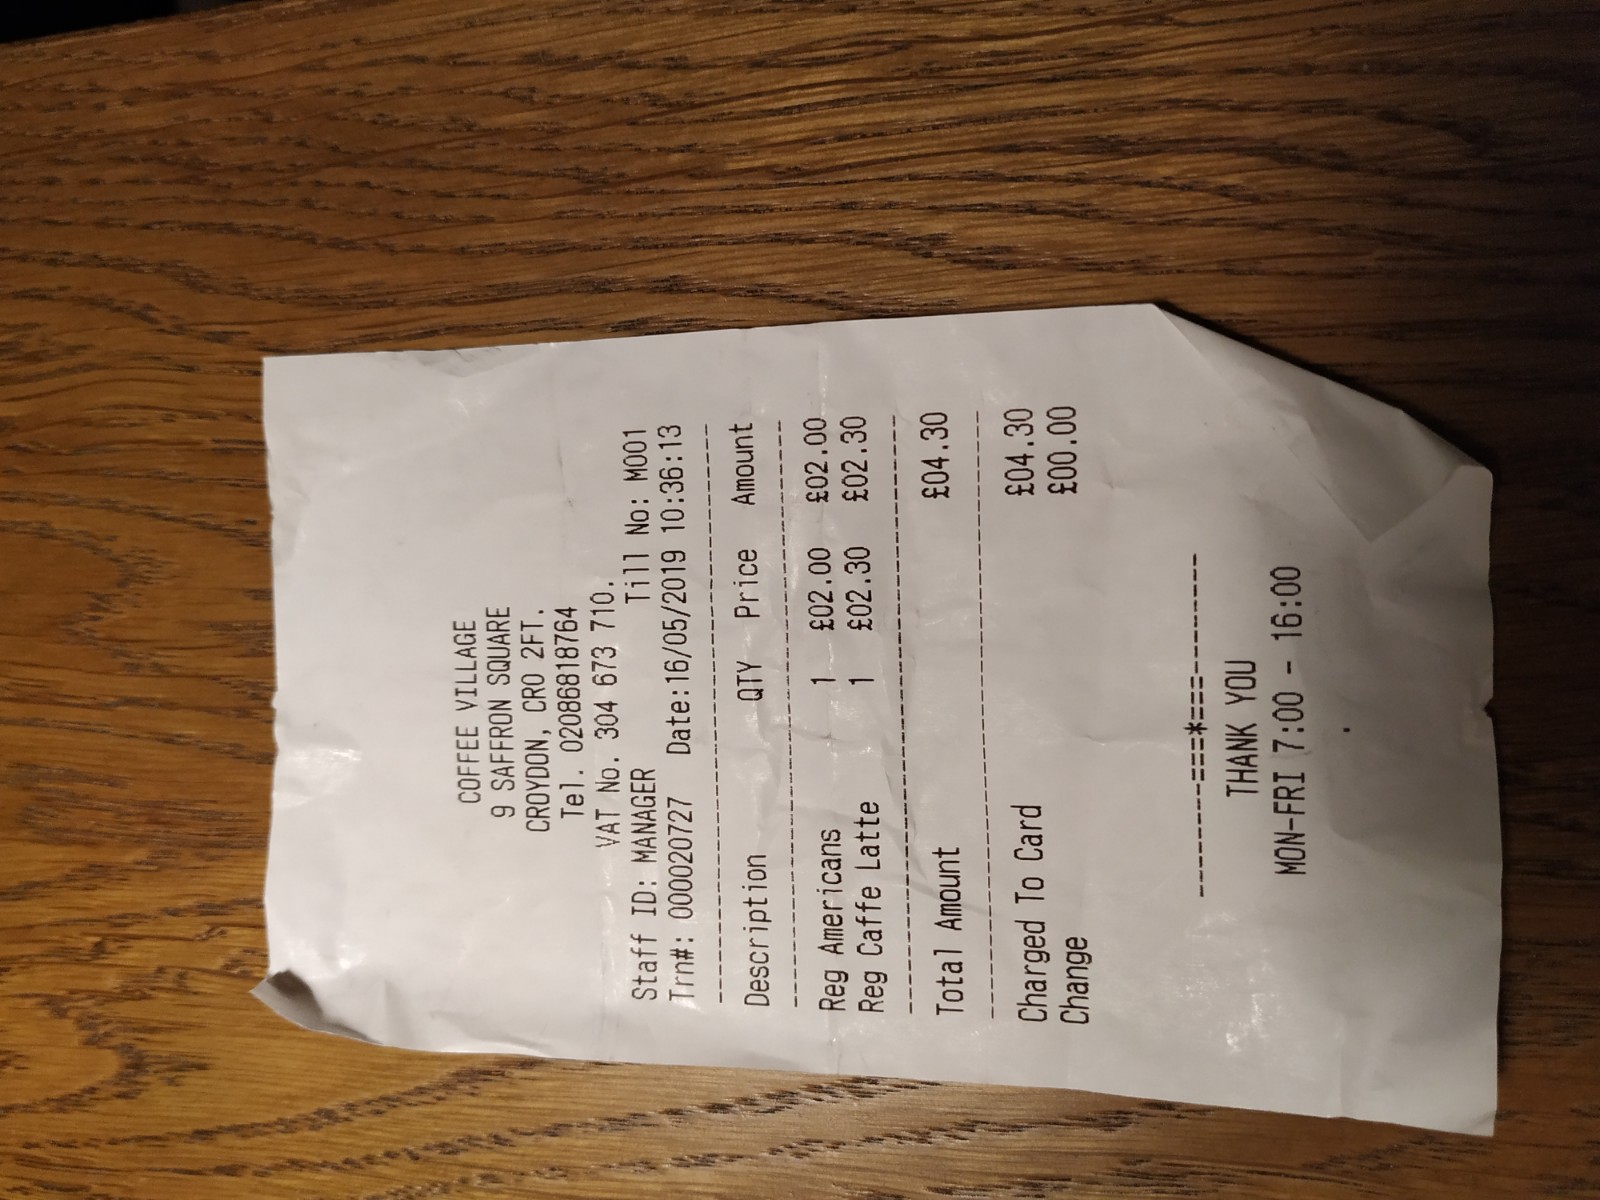 COFFEE VILLAGE
9 SAFFRON SQUARE
CROYDON, CRO 2FT.
Tel. 02086818764
VAT No. 304 673 710.
Staff ID: MANAGER Till No: M001
Trn#: 000020727 Date:16/05/2019 10:36:13
Description QTY Price Amount
Reg Americans 1 £02.00 £02.00
Reg Caffe Latte 1 £02.30 £02.30
Total Amount £04.30
Charged To Card £04.30
Change £00.00
----------===*===----------
THANK YOU
MON-FRI 7:00 - 16:00